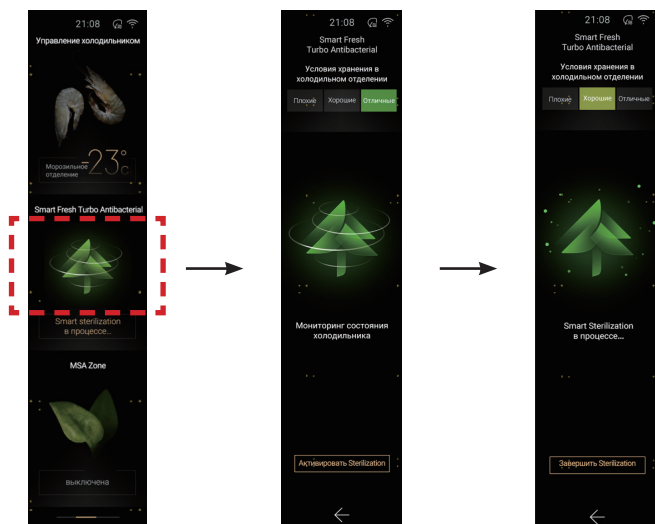 21:08
Управление холодильником
-23°c
Морозильное
отделение
Smart Fresh Turbo Antibacterial
Smart sterilization
в процессе..
MSA Zone
выключена
21:08
Smart Fresh
Turbo Antibacterial
Условия хранения в
холодильном отделении
Плохие Хорошие Отличные
Мониторинг состояния
холодильника
Активировать Sterilization
21:08
Smart Fresh
Turbo Antibacterial
Условия хранения в
холодильном отделении
Плохие Хорошие Отличные
Smart Sterilization
в процессе...
Завершить Sterilization